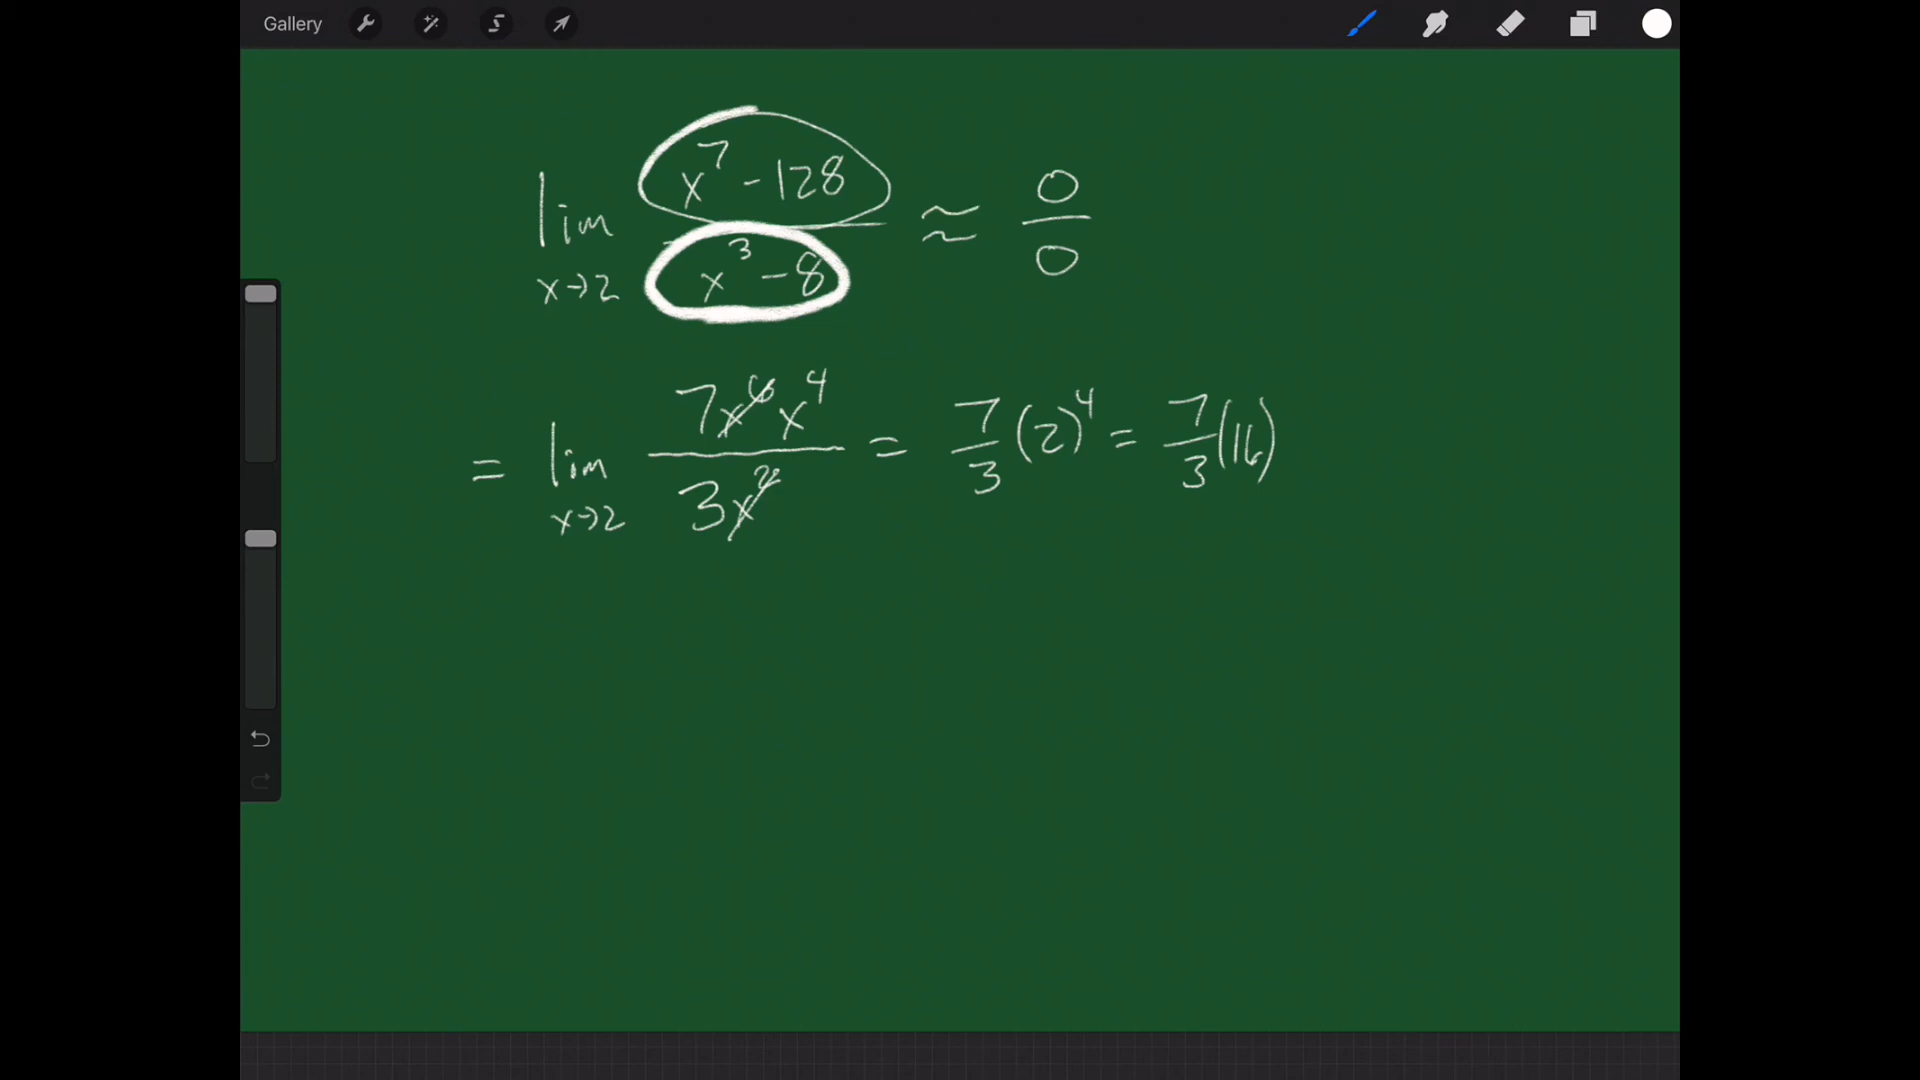 Gallery
lim x→2 (x^7 - 128)/(x^3 - 8) ≈ 0/0
= lim x→2 7x^6 x^4/3x^2 = 7/3 (2)^4 = 7/3 (16)